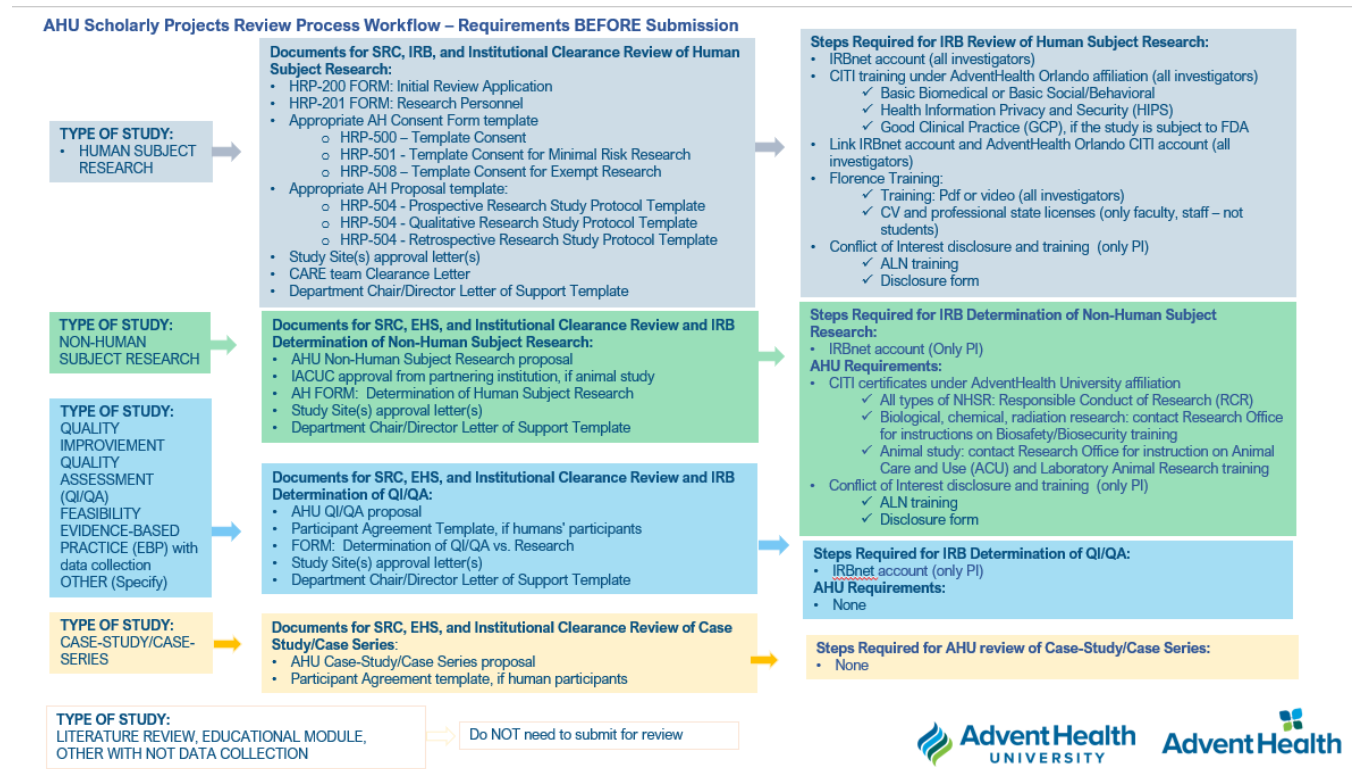 AHU Scholarly Projects Review Process Workflow – Requirements BEFORE Submission
TYPE OF STUDY:
• HUMAN SUBJECT
RESEARCH
Documents for SRC, IRB, and Institutional Clearance Review of Human
Subject Research:
• HRP-200 FORM: Initial Review Application
• HRP-201 FORM: Research Personnel
• Appropriate AH Consent Form template
o HRP-500 – Template Consent
o HRP-501 - Template Consent for Minimal Risk Research
o HRP-508 – Template Consent for Exempt Research
• Appropriate AH Proposal template:
o HRP-504 - Prospective Research Study Protocol Template
o HRP-504 - Qualitative Research Study Protocol Template
o HRP-504 - Retrospective Research Study Protocol Template
• Study Site(s) approval letter(s)
• CARE team Clearance Letter
• Department Chair/Director Letter of Support Template
Steps Required for IRB Review of Human Subject Research:
• IRBnet account (all investigators)
• CITI training under AdventHealth Orlando affiliation (all investigators)
✓ Basic Biomedical or Basic Social/Behavioral
✓ Health Information Privacy and Security (HIPS)
✓ Good Clinical Practice (GCP), if the study is subject to FDA
• Link IRBnet account and AdventHealth Orlando CITI account (all
investigators)
• Florence Training:
✓ Training: Pdf or video (all investigators)
✓ CV and professional state licenses (only faculty, staff – not
students)
• Conflict of Interest disclosure and training (only PI)
✓ ALN training
✓ Disclosure form
TYPE OF STUDY:
NON-HUMAN
SUBJECT RESEARCH
Documents for SRC, EHS, and Institutional Clearance Review and IRB
Determination of Non-Human Subject Research:
• AHU Non-Human Subject Research proposal
• IACUC approval from partnering institution, if animal study
• AH FORM: Determination of Human Subject Research
• Study Site(s) approval letter(s)
• Department Chair/Director Letter of Support Template
Steps Required for IRB Determination of Non-Human Subject
Research:
• IRBnet account (Only PI)
AHU Requirements:
• CITI certificates under AdventHealth University affiliation
✓ All types of NHSR: Responsible Conduct of Research (RCR)
✓ Biological, chemical, radiation research: contact Research Office
for instructions on Biosafety/Biosecurity training
✓ Animal study: contact Research Office for instruction on Animal
Care and Use (ACU) and Laboratory Animal Research training
• Conflict of Interest disclosure and training (only PI)
✓ ALN training
✓ Disclosure form
TYPE OF STUDY:
QUALITY
IMPROVIEMENT
QUALITY
ASSESSMENT
(QI/QA)
FEASIBILITY
EVIDENCE-BASED
PRACTICE (EBP) with
data collection
OTHER (Specify)
Documents for SRC, EHS, and Institutional Clearance Review and IRB
Determination of QI/QA:
• AHU QI/QA proposal
• Participant Agreement Template, if humans' participants
• FORM: Determination of QI/QA vs. Research
• Study Site(s) approval letter(s)
• Department Chair/Director Letter of Support Template
Steps Required for IRB Determination of QI/QA:
• IRBnet account (only PI)
AHU Requirements:
• None
TYPE OF STUDY:
CASE-STUDY/CASE-
SERIES
Documents for SRC, EHS, and Institutional Clearance Review of Case
Study/Case Series:
• AHU Case-Study/Case Series proposal
• Participant Agreement template, if human participants
Steps Required for AHU review of Case-Study/Case Series:
• None
TYPE OF STUDY:
LITERATURE REVIEW, EDUCATIONAL MODULE,
OTHER WITH NOT DATA COLLECTION
Do NOT need to submit for review
AdventHealth
UNIVERSITY
AdventHealth